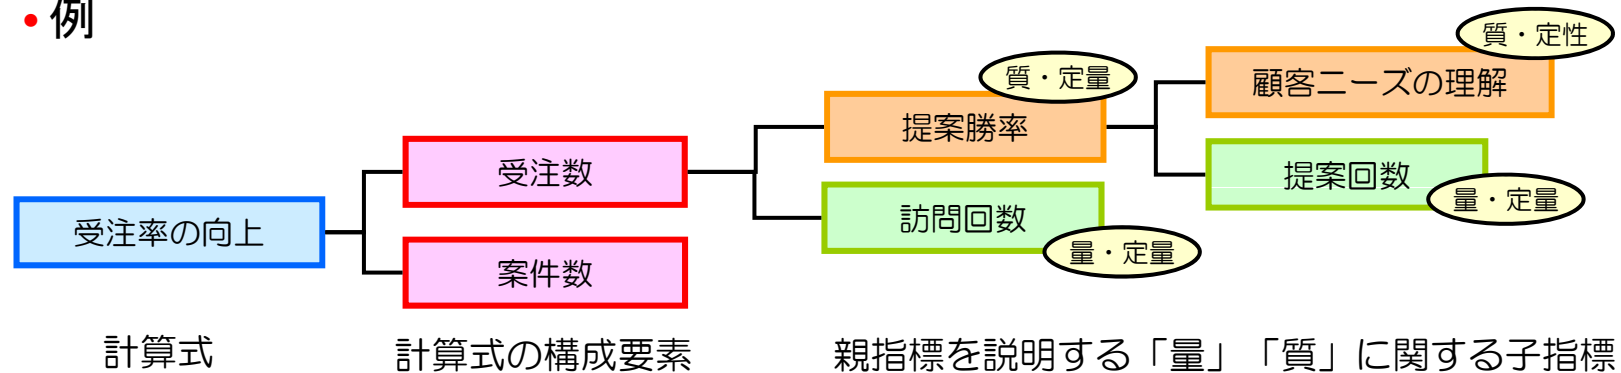 • 例
質・定性
顧客ニーズの理解
質・定量
提案勝率
受注数
提案回数
量・定量
受注率の向上
訪問回数
量・定量
案件数
計算式
計算式の構成要素
親指標を説明する「量」「質」に関する子指標